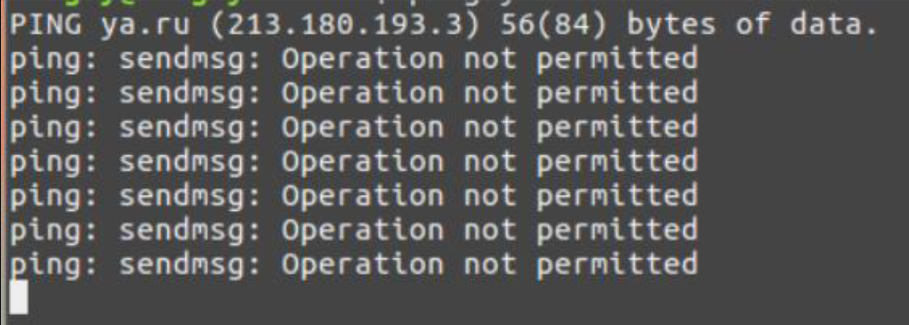 PING ya.ru (213.180.193.3) 56(84) bytes of data.
ping: sendmsg: Operation not permitted
ping: sendmsg: Operation not permitted
ping: sendmsg: Operation not permitted
ping: sendmsg: Operation not permitted
ping: sendmsg: Operation not permitted
ping: sendmsg: Operation not permitted
ping: sendmsg: Operation not permitted